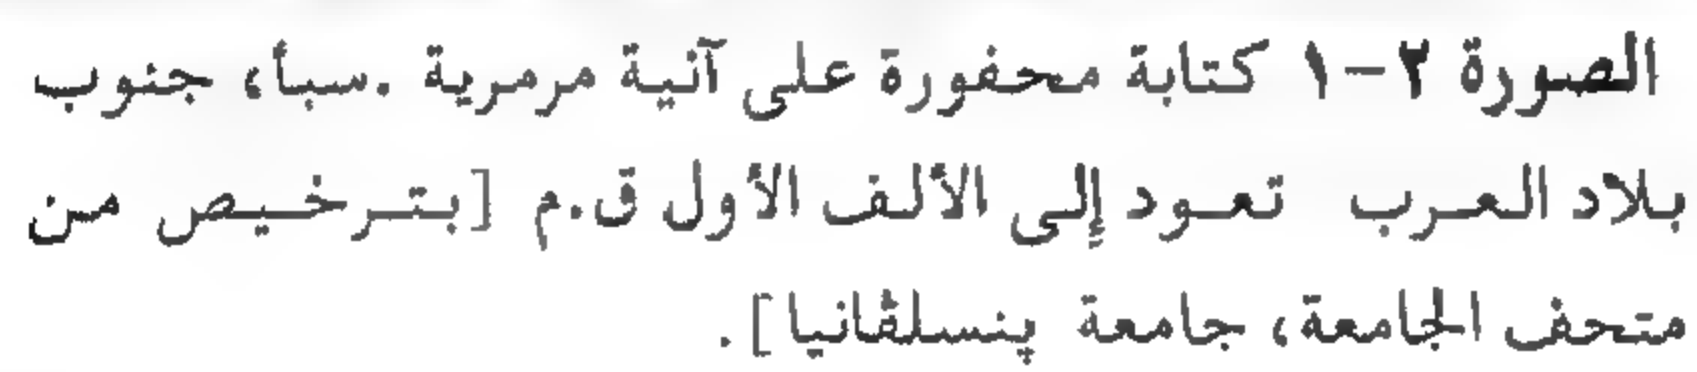 الصورة ٢-١ كتابة محفورة على آنية مرمرية .سبأ، جنوب
بلاد العرب تعود إلى الألف الأول ق.م [بترخيص من
متحف الجامعة، جامعة پنسلڤانيا].